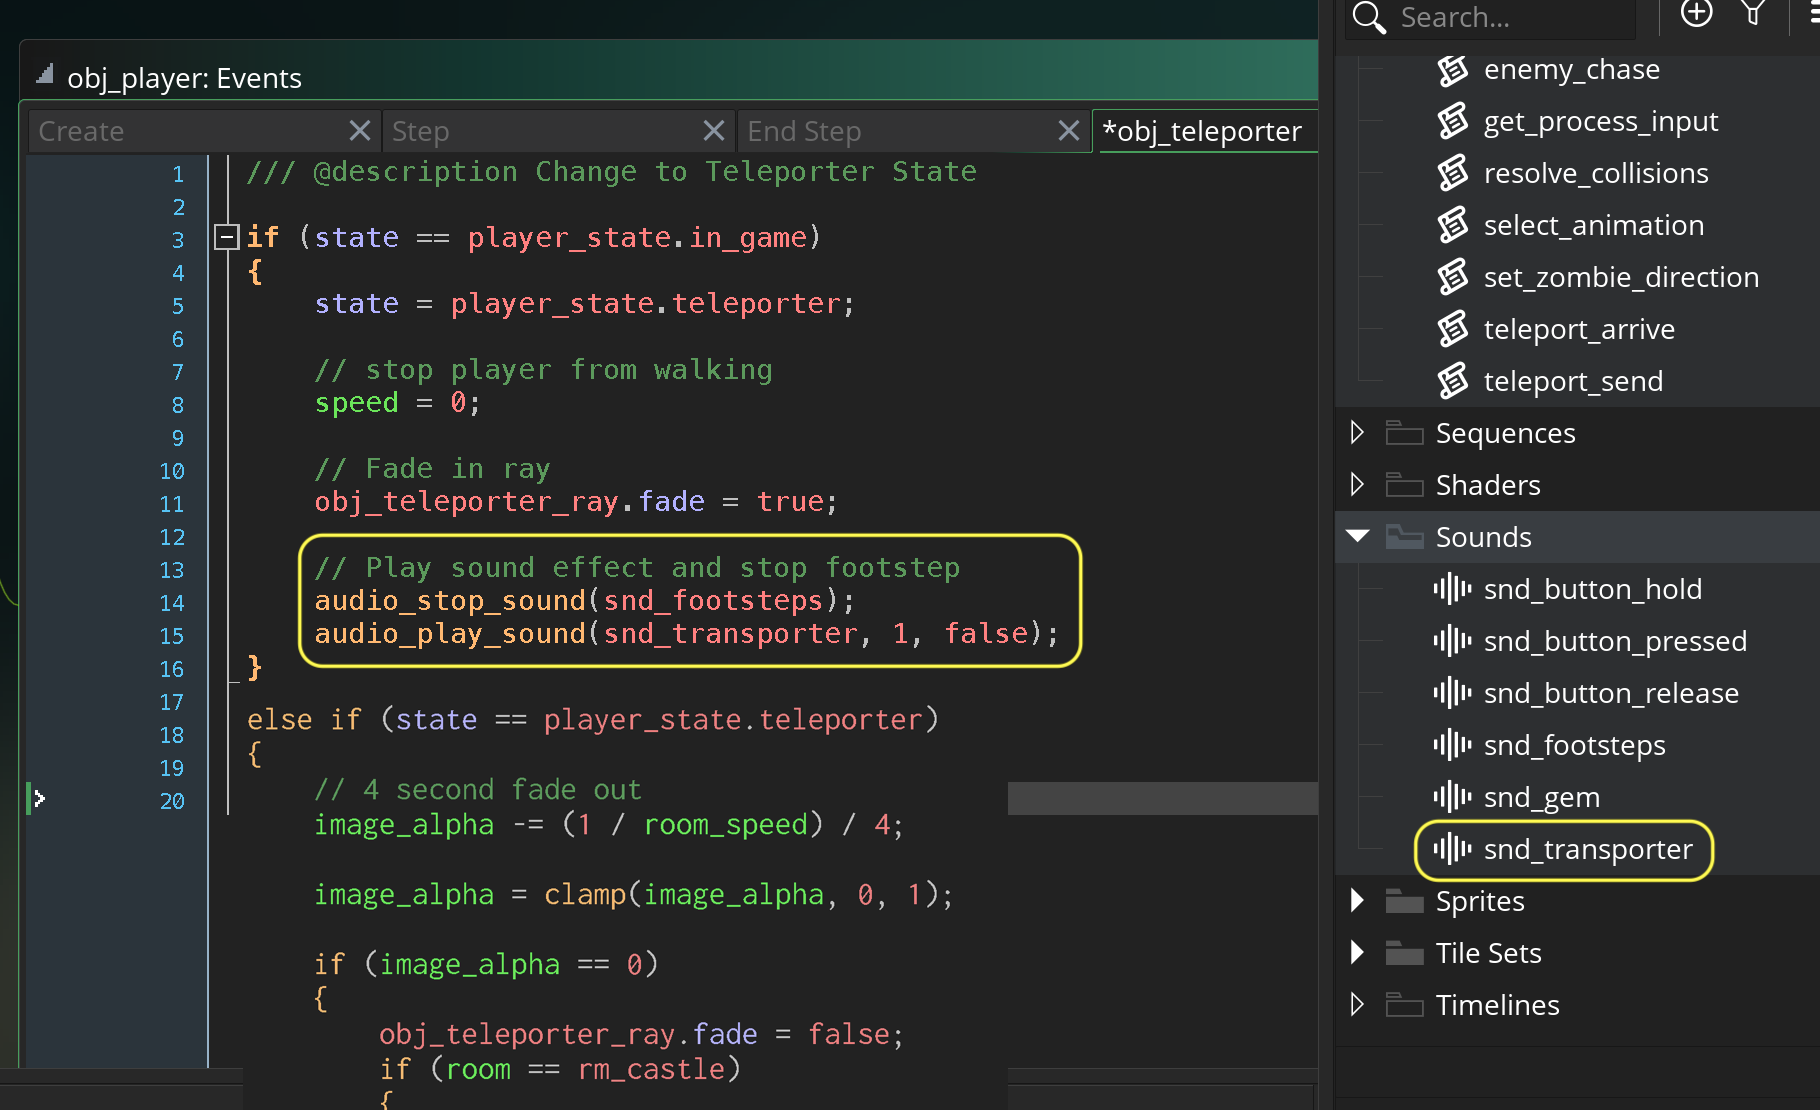 obj_player: Events
Create
Step
End Step
*obj_teleporter
1 /// @description Change to Teleporter State
2
3 if (state == player_state.in_game)
4 {
5 state = player_state.teleporter;
6
7 // stop player from walking
8 speed = 0;
9
10 // Fade in ray
11 obj_teleporter_ray.fade = true;
12
13 // Play sound effect and stop footstep
14 audio_stop_sound(snd_footsteps);
15 audio_play_sound(snd_transporter, 1, false);
16 }
17
18 else if (state == player_state.teleporter)
19 {
20 // 4 second fade out
image_alpha -= (1 / room_speed) / 4;
image_alpha = clamp(image_alpha, 0, 1);
if (image_alpha == 0)
{
obj_teleporter_ray.fade = false;
if (room == rm_castle)
{
Search...
enemy_chase
get_process_input
resolve_collisions
select_animation
set_zombie_direction
teleport_arrive
teleport_send
Sequences
Shaders
Sounds
snd_button_hold
snd_button_pressed
snd_button_release
snd_footsteps
snd_gem
snd_transporter
Sprites
Tile Sets
Timelines